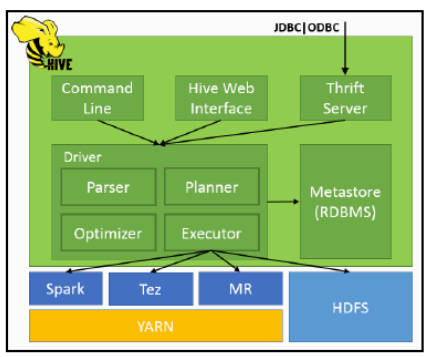 JDBC|ODBC
HIVE
Command
Line
Hive Web
Interface
Thrift
Server
Driver
Parser
Planner
Optimizer
Executor
Metastore
(RDBMS)
Spark
Tez
MR
HDFS
YARN